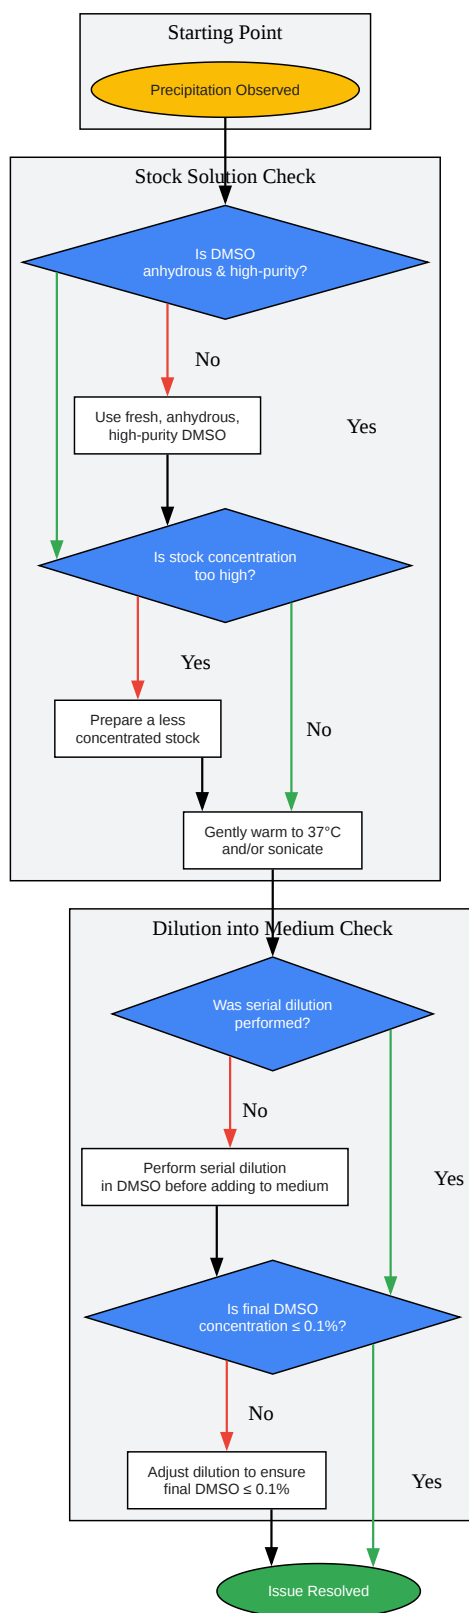 Starting Point
Precipitation Observed
Stock Solution Check
Is DMSO
anhydrous & high-purity?
No
Use fresh, anhydrous,
high-purity DMSO
Yes
Is stock concentration
too high?
Yes
Prepare a less
concentrated stock
No
Gently warm to 37°C
and/or sonicate
Dilution into Medium Check
Was serial dilution
performed?
No
Perform serial dilution
in DMSO before adding to medium
Yes
Is final DMSO
concentration ≤ 0.1%?
No
Adjust dilution to ensure
final DMSO ≤ 0.1%
Yes
Issue Resolved